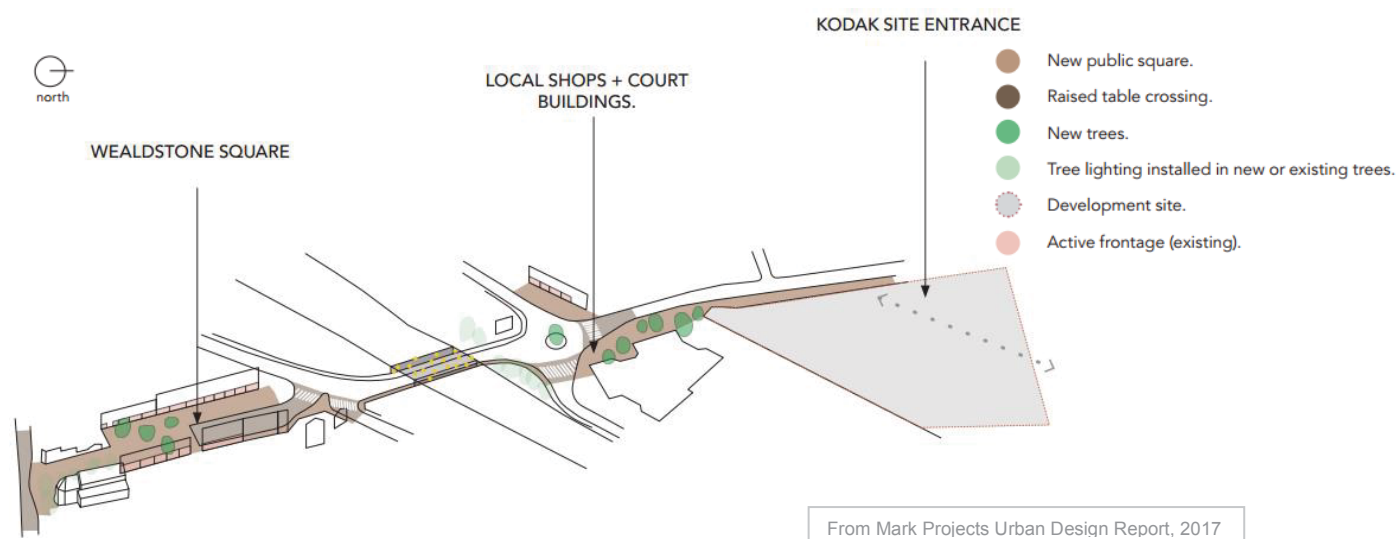 KODAK SITE ENTRANCE
north
LOCAL SHOPS + COURT
BUILDINGS.
WEALDSTONE SQUARE
New public square.
Raised table crossing.
New trees.
Tree lighting installed in new or existing trees.
Development site.
Active frontage (existing).
From Mark Projects Urban Design Report, 2017